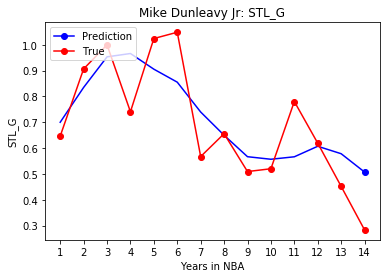 Mike Dunleavy Jr: STL_G
Prediction
True
STL_G
1.0
0.9
0.8
0.7
0.6
0.5
0.4
0.3
1 2 3 4 5 6 7 8 9 10 11 12 13 14
Years in NBA